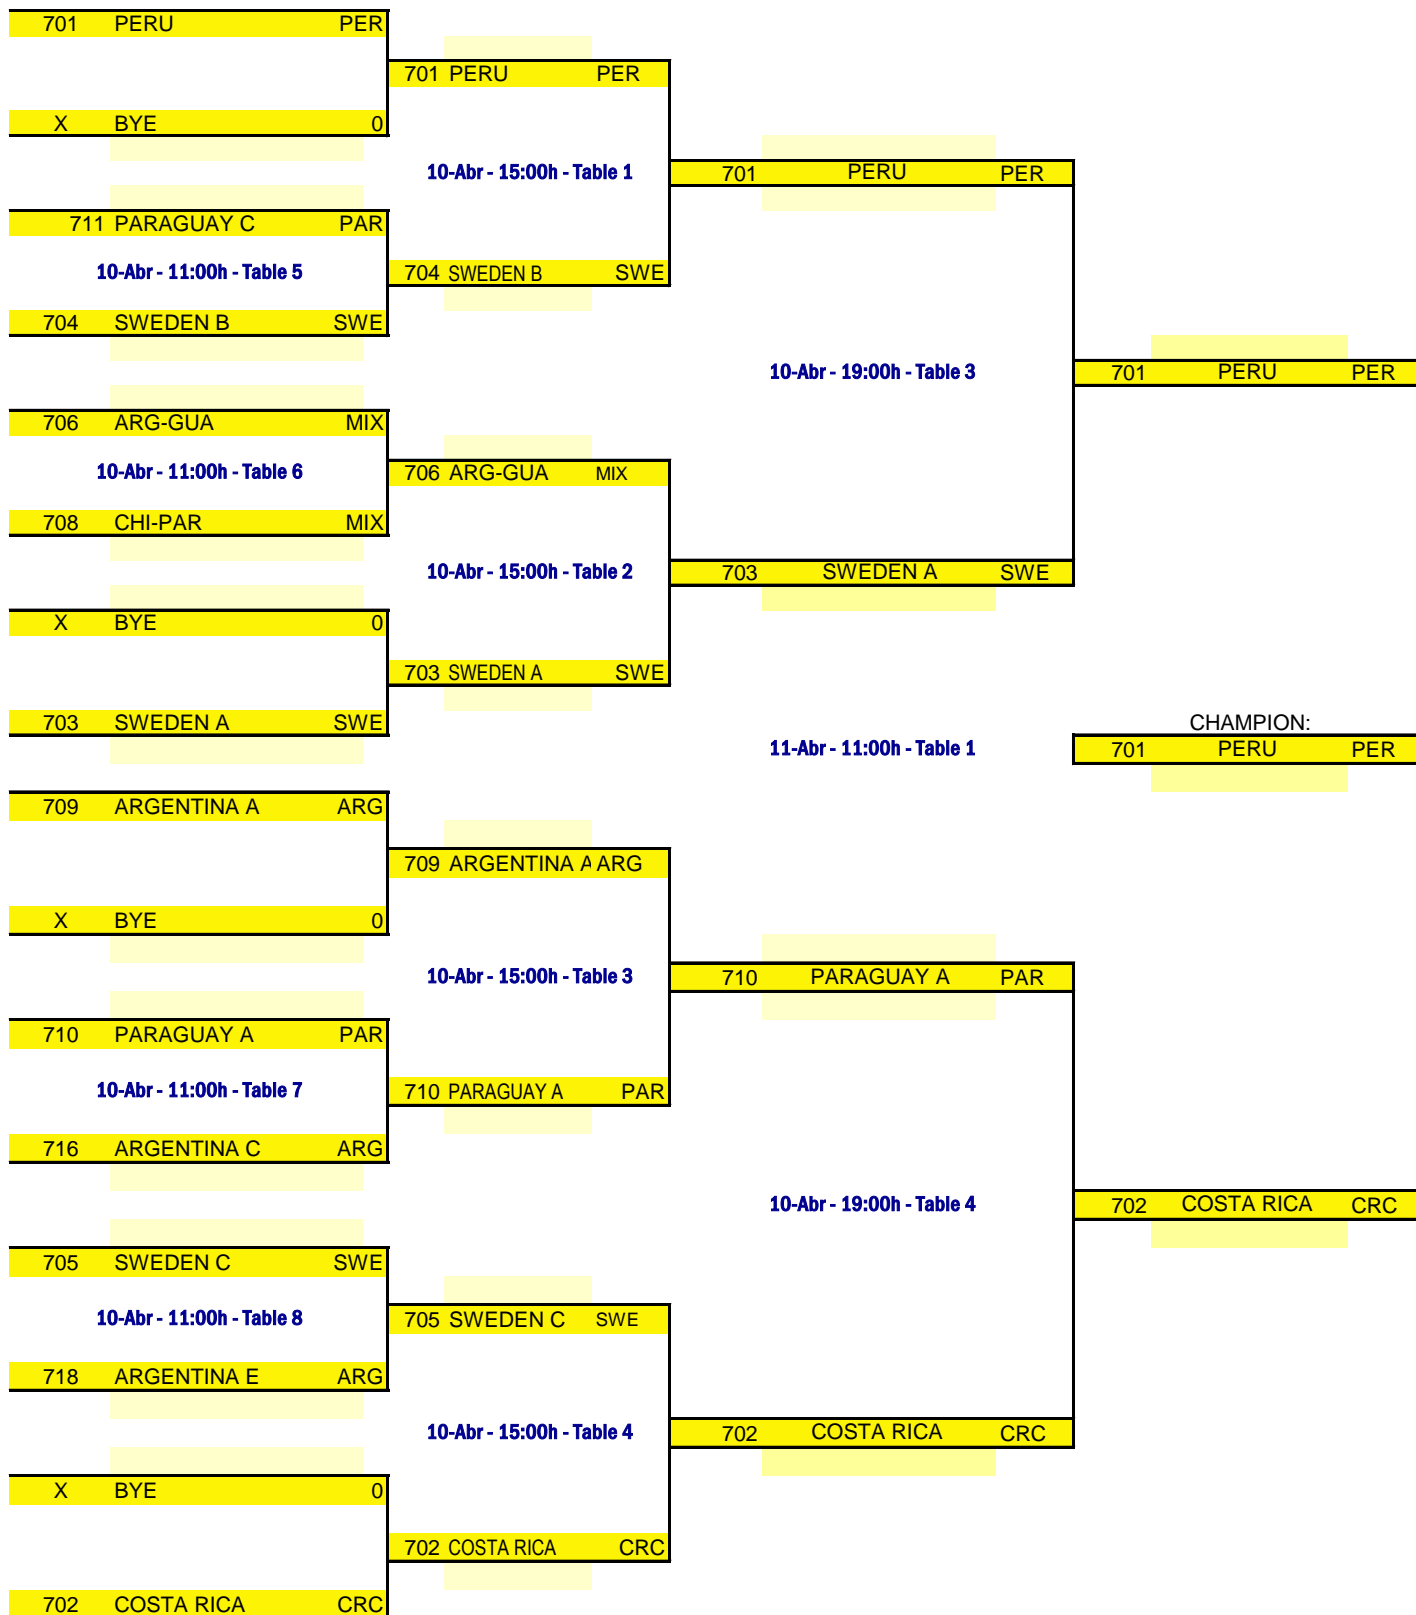 701 PERU PER
701 PERU PER
X BYE 0
10-Abr - 15:00h - Table 1
701 PERU PER
711 PARAGUAY C PAR
10-Abr - 11:00h - Table 5
704 SWEDEN B SWE
704 SWEDEN B SWE
10-Abr - 19:00h - Table 3
701 PERU PER
706 ARG-GUA MIX
10-Abr - 11:00h - Table 6
706 ARG-GUA MIX
708 CHI-PAR MIX
10-Abr - 15:00h - Table 2
703 SWEDEN A SWE
X BYE 0
703 SWEDEN A SWE
703 SWEDEN A SWE
CHAMPION:
11-Abr - 11:00h - Table 1
701 PERU PER
709 ARGENTINA A ARG
709 ARGENTINA A ARG
X BYE 0
10-Abr - 15:00h - Table 3
710 PARAGUAY A PAR
710 PARAGUAY A PAR
10-Abr - 11:00h - Table 7
710 PARAGUAY A PAR
716 ARGENTINA C ARG
10-Abr - 19:00h - Table 4
702 COSTA RICA CRC
705 SWEDEN C SWE
10-Abr - 11:00h - Table 8
705 SWEDEN C SWE
718 ARGENTINA E ARG
10-Abr - 15:00h - Table 4
702 COSTA RICA CRC
X BYE 0
702 COSTA RICA CRC
702 COSTA RICA CRC